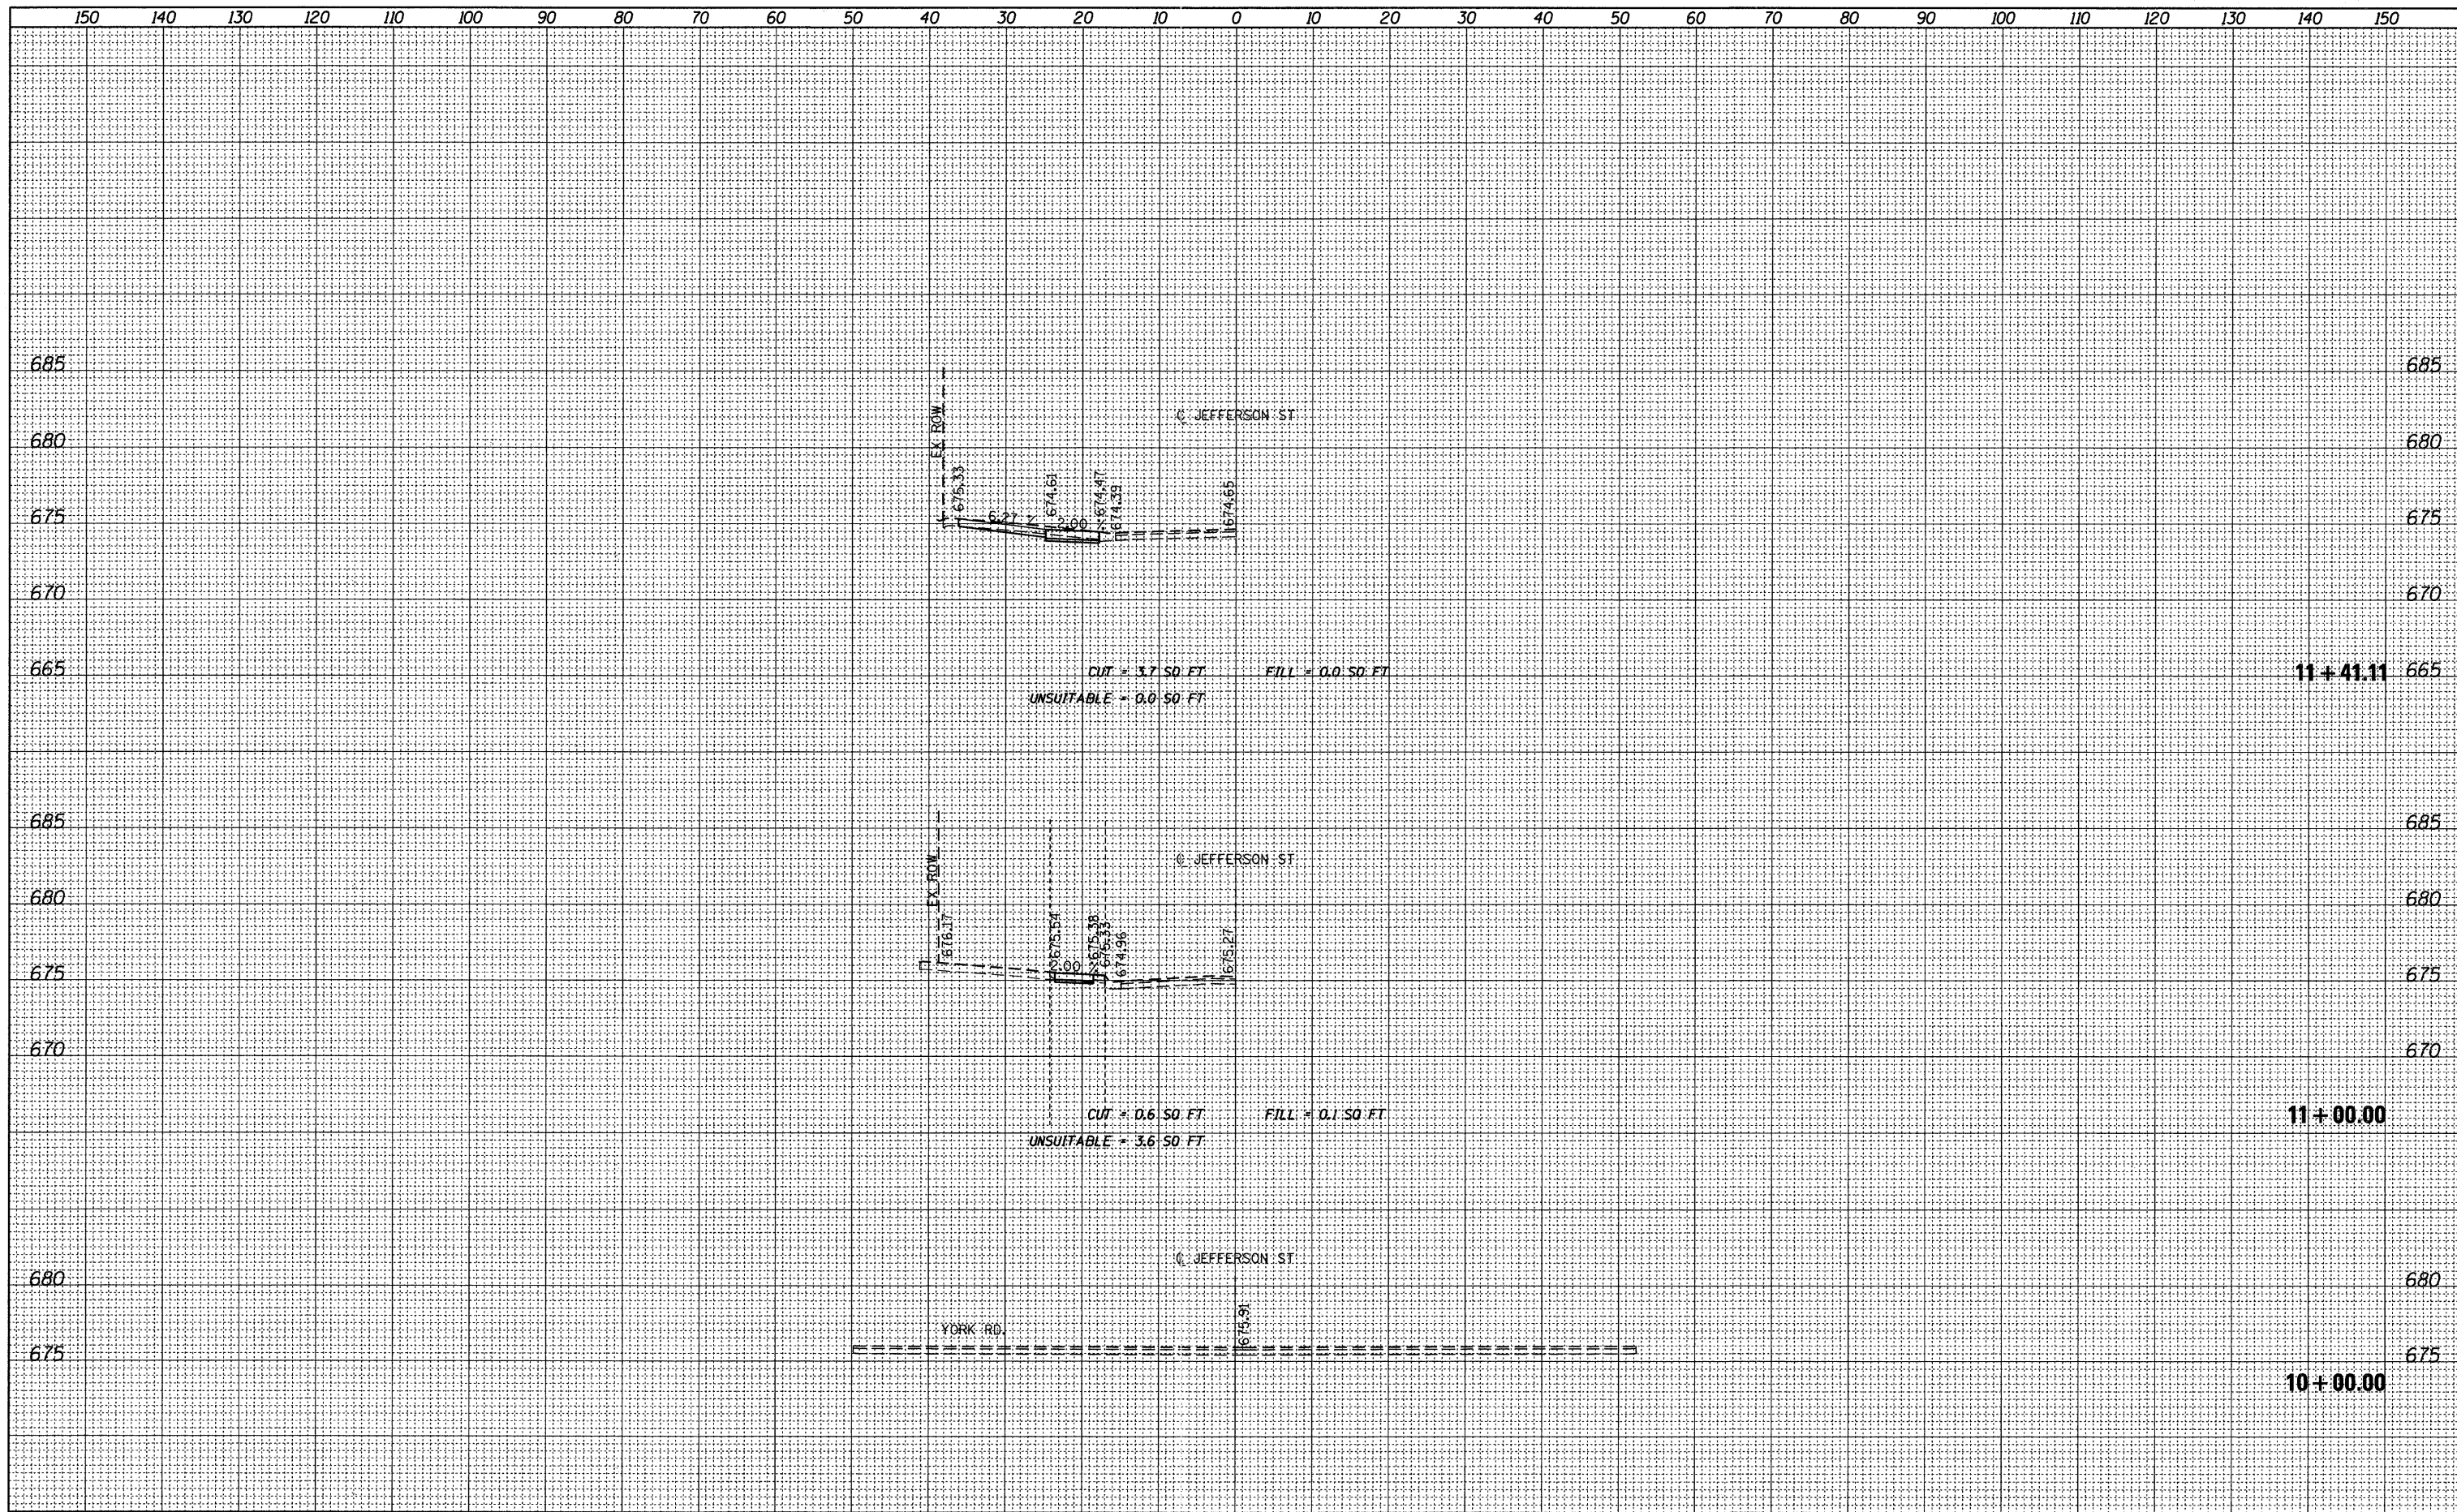 150 140 130 120 110 100 90 80 70 60 50 40 30 20 10 0 10 20 30 40 50 60 70 80 90 100 110 120 130 140 150
685 685
EX ROW
℄ JEFFERSON ST
680 680
675.33
674.61
674.47
674.39
674.65
675 675
6.27 %
2.00
670 670
665 CUT = 3.7 SQ FT FILL = 0.0 SQ FT 11+41.11 665
UNSUITABLE = 0.0 SQ FT
685 685
EX ROW
℄ JEFFERSON ST
680 680
676.17
675.54
675.38
675.33
674.96
675.27
675 675
670 670
CUT = 0.6 SQ FT FILL = 0.1 SQ FT 11+00.00
UNSUITABLE = 3.6 SQ FT
℄ JEFFERSON ST
680 680
675.91
YORK RD.
675 675
10+00.00